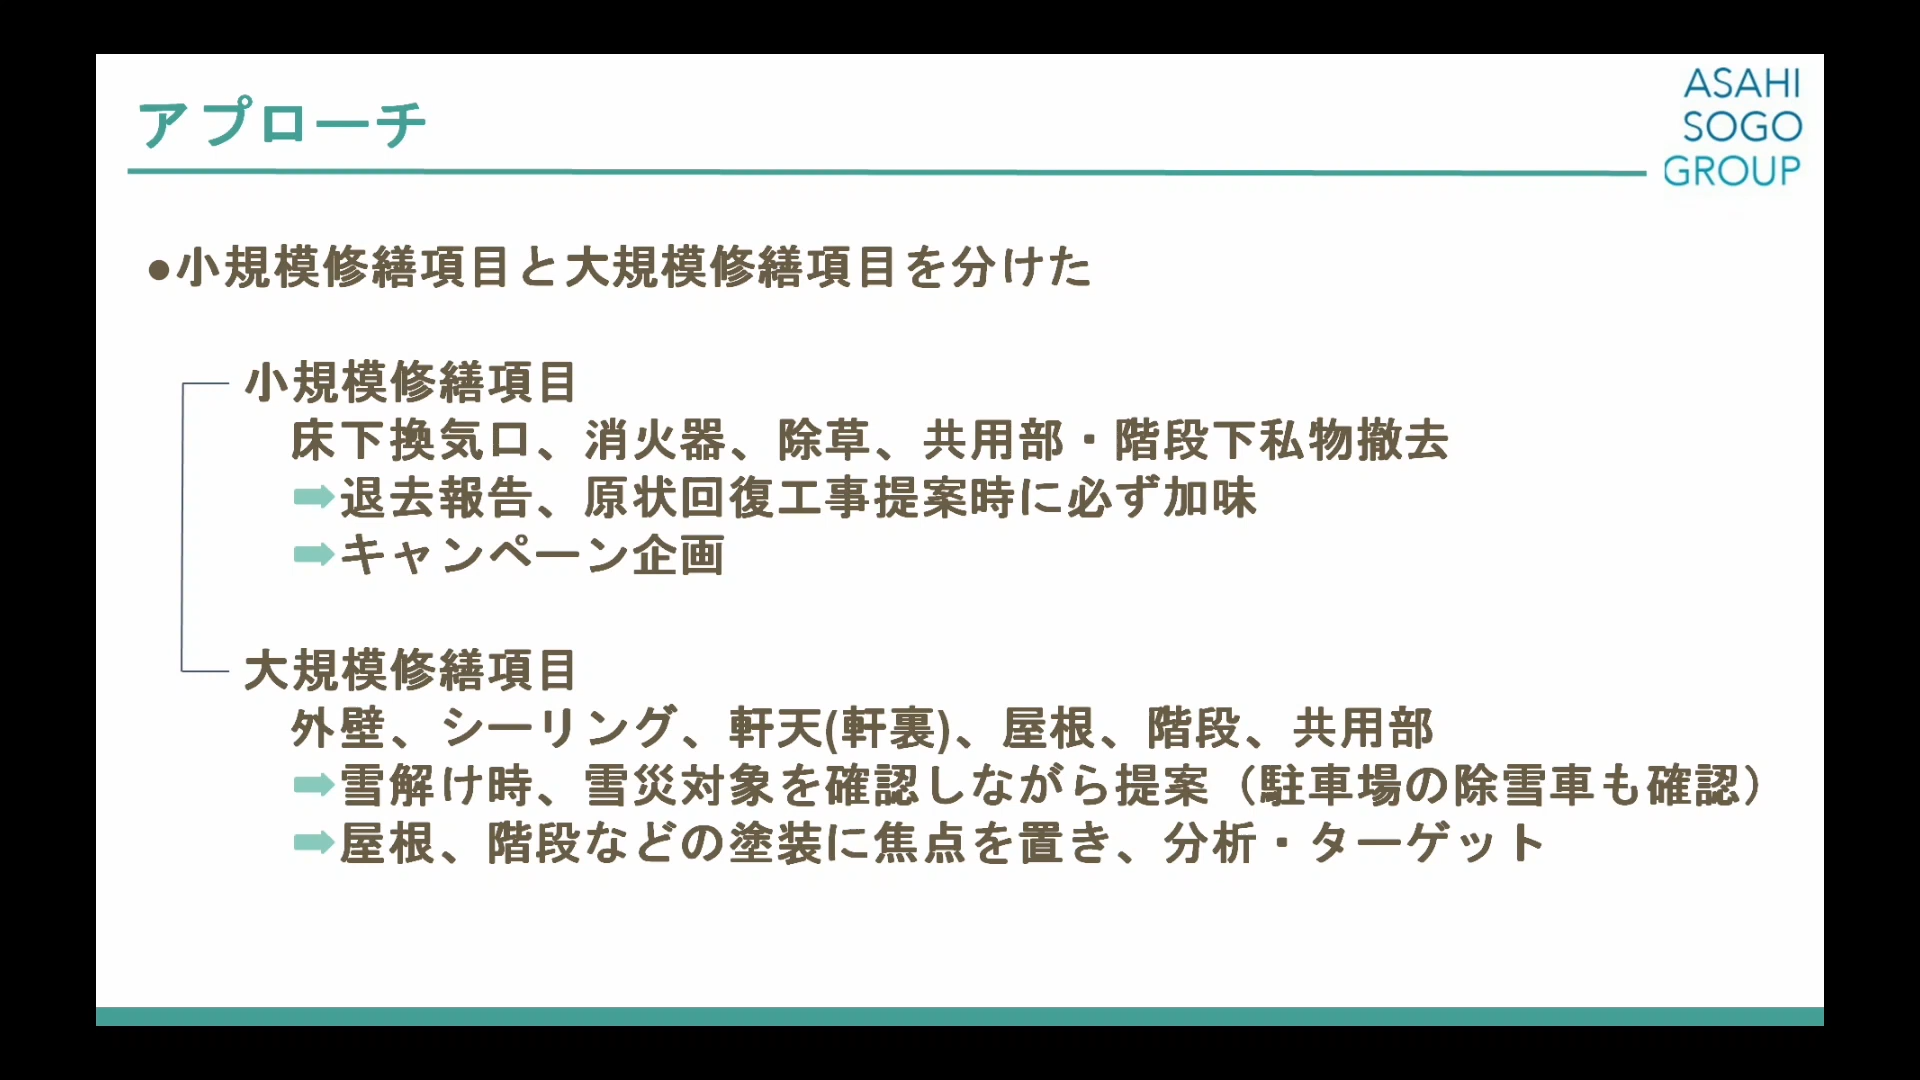 アプローチ
ASAHI
SOGO
GROUP
●小規模修繕項目と大規模修繕項目を分けた
小規模修繕項目
床下換気口、消火器、除草、共用部・階段下私物撤去
➡退去報告、原状回復工事提案時に必ず加味
➡キャンペーン企画
大規模修繕項目
外壁、シーリング、軒天(軒裏)、屋根、階段、共用部
➡雪解け時、雪災対象を確認しながら提案（駐車場の除雪車も確認）
➡屋根、階段などの塗装に焦点を置き、分析・ターゲット